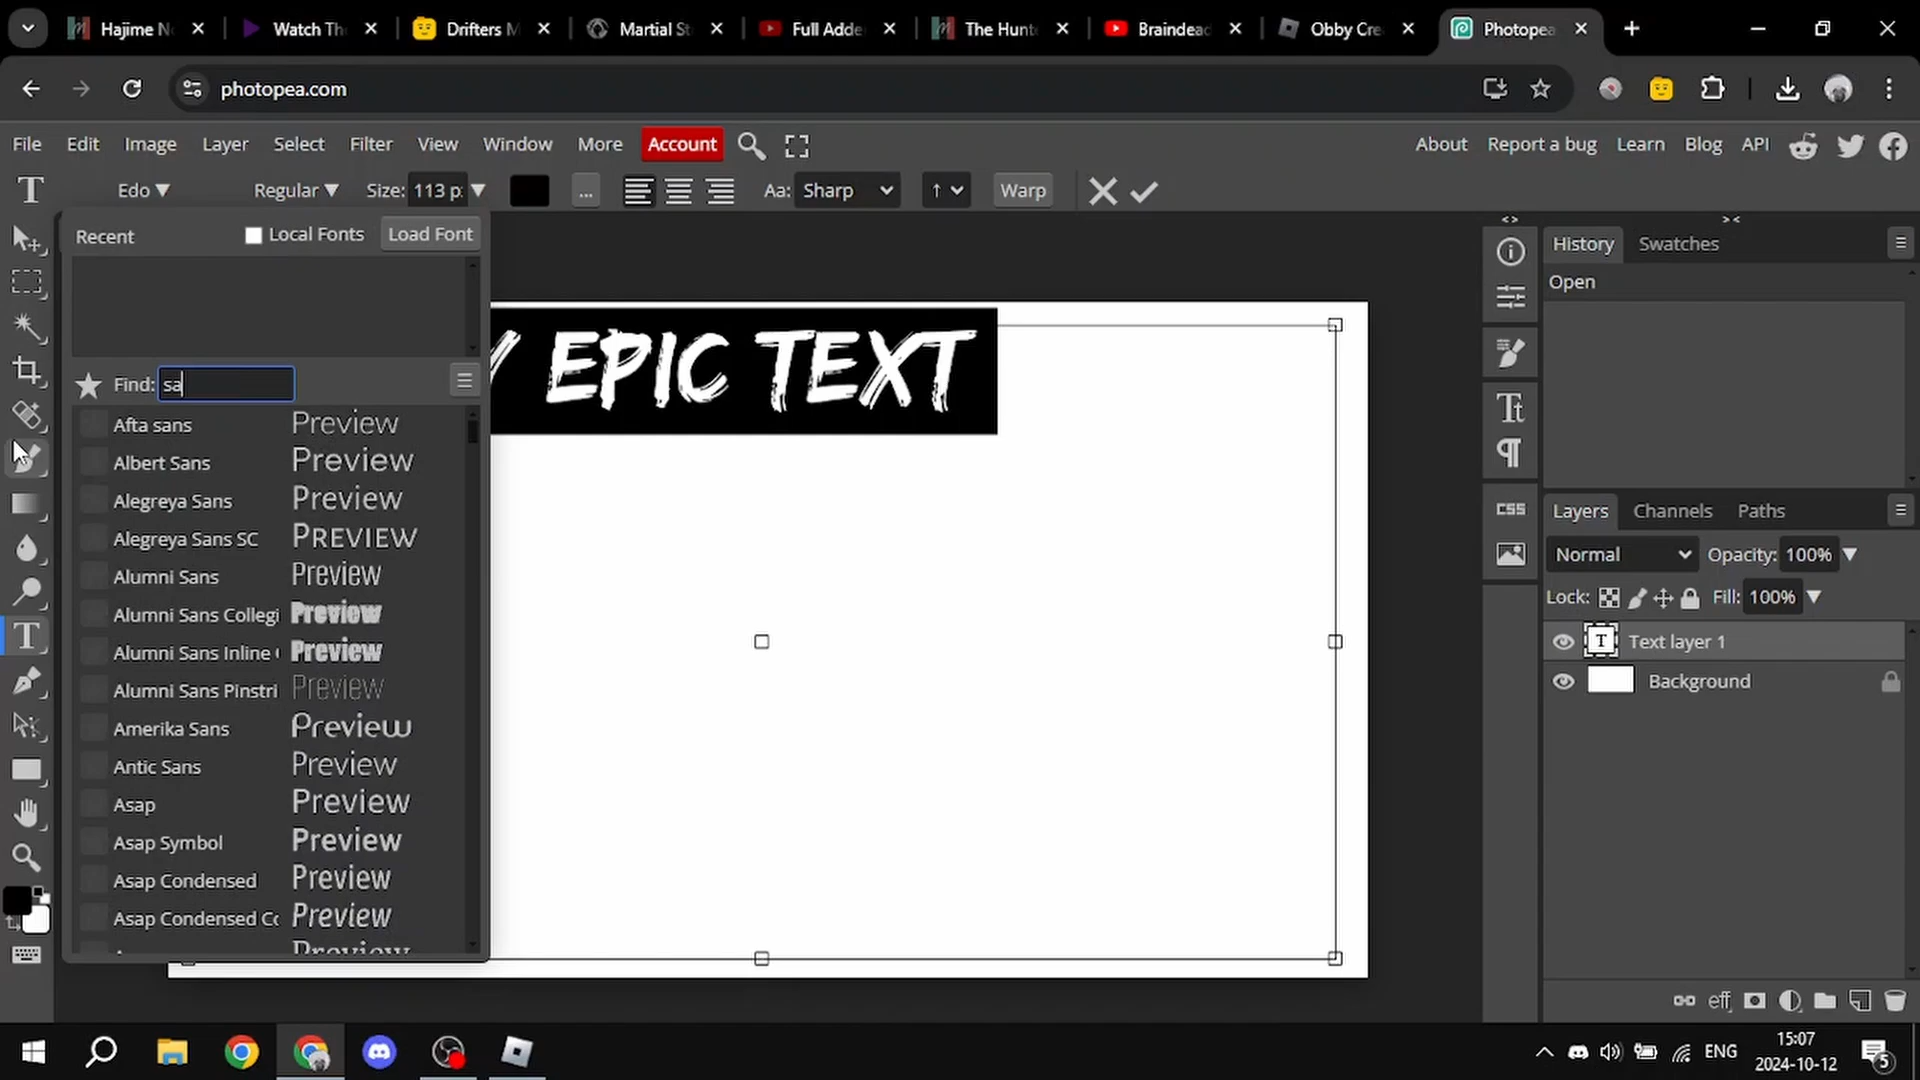 Hajime N
Watch Th
Drifters M
Martial St
Full Adde
The Hunt
Braindead
Obby Cre
Photopea
photopea.com
File Edit Image Layer Select Filter View Window More Account
About Report a bug Learn Blog API
T Edo Regular Size: 113 p: ... Aa: Sharp ↑ Warp
Recent Local Fonts Load Font
Find: sa
Afta sans Preview
Albert Sans Preview
Alegreya Sans Preview
Alegreya Sans SC Preview
Alumni Sans Preview
Alumni Sans Collegi Preview
Alumni Sans Inline Preview
Alumni Sans Pinstri Preview
Amerika Sans Preview
Antic Sans Preview
Asap Preview
Asap Symbol Preview
Asap Condensed Preview
Asap Condensed Co Preview
Preview
Y EPIC TEXT
CSS
History Swatches
Open
Layers Channels Paths
Normal Opacity: 100%
Lock: Fill: 100%
T Text layer 1
Background
eff
ENG
15:07
2024-10-12
5